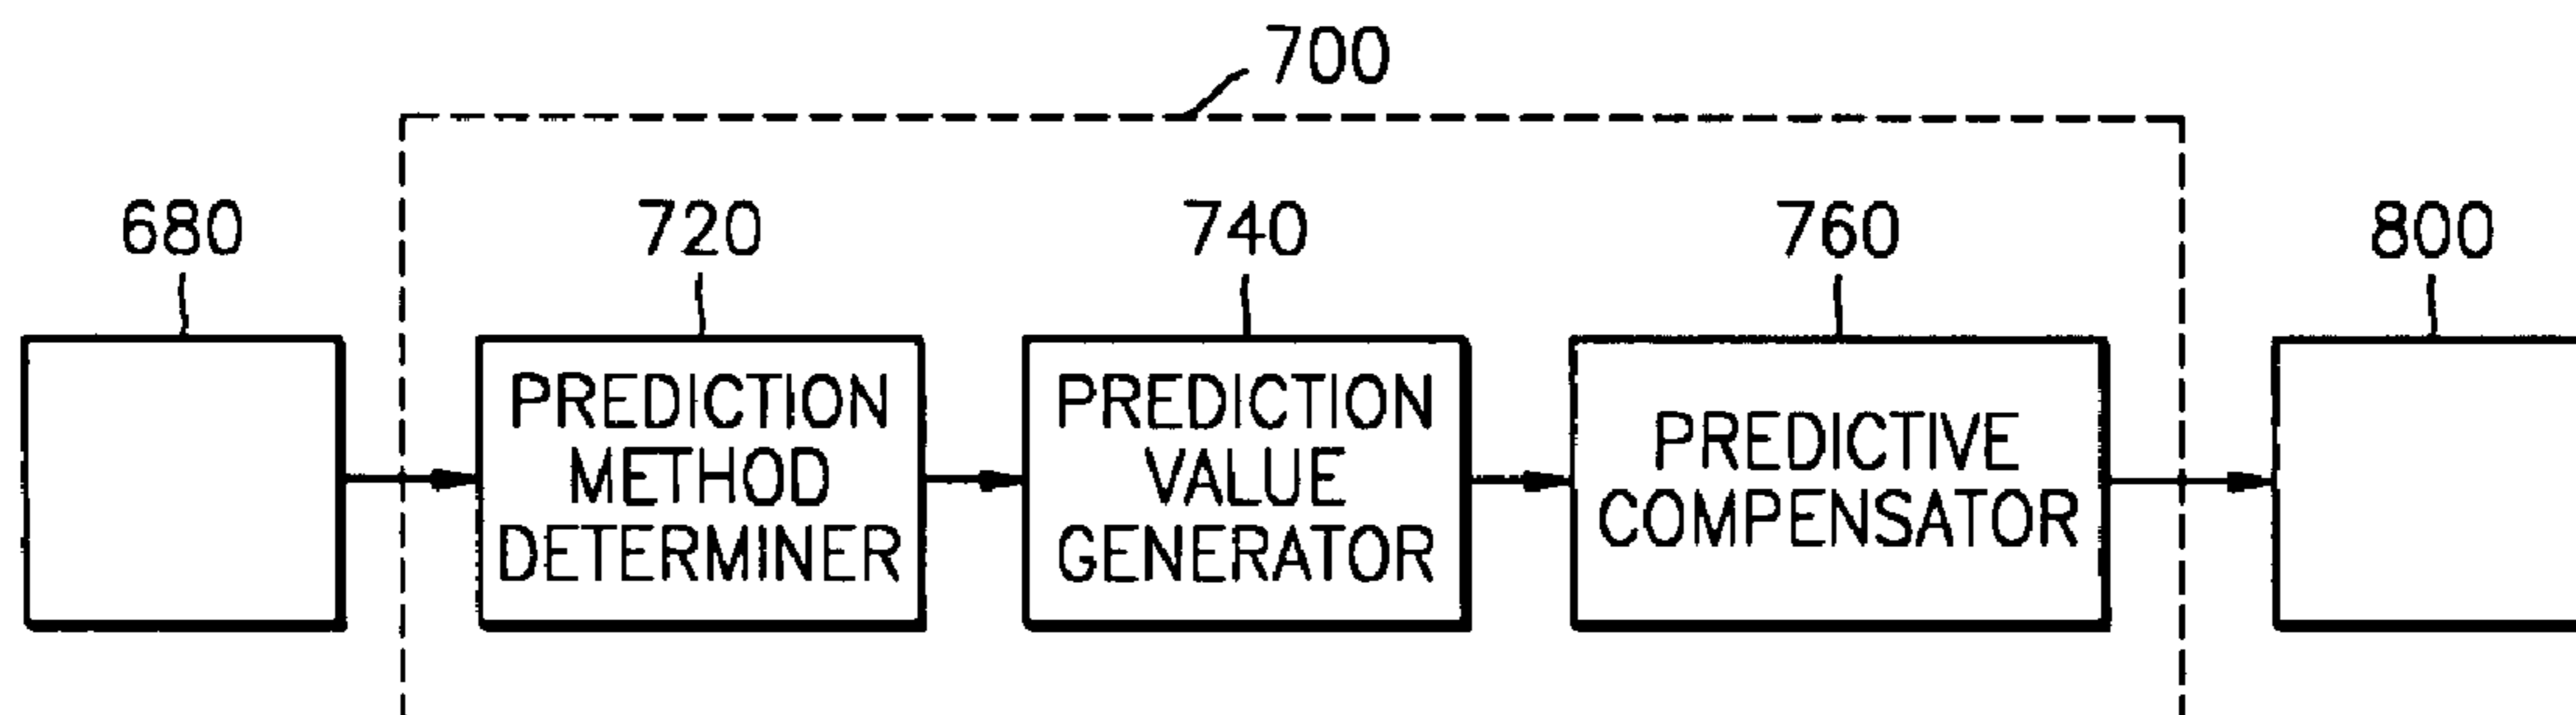 700
680
720
740
760
800
PREDICTION
METHOD
DETERMINER
PREDICTION
VALUE
GENERATOR
PREDICTIVE
COMPENSATOR